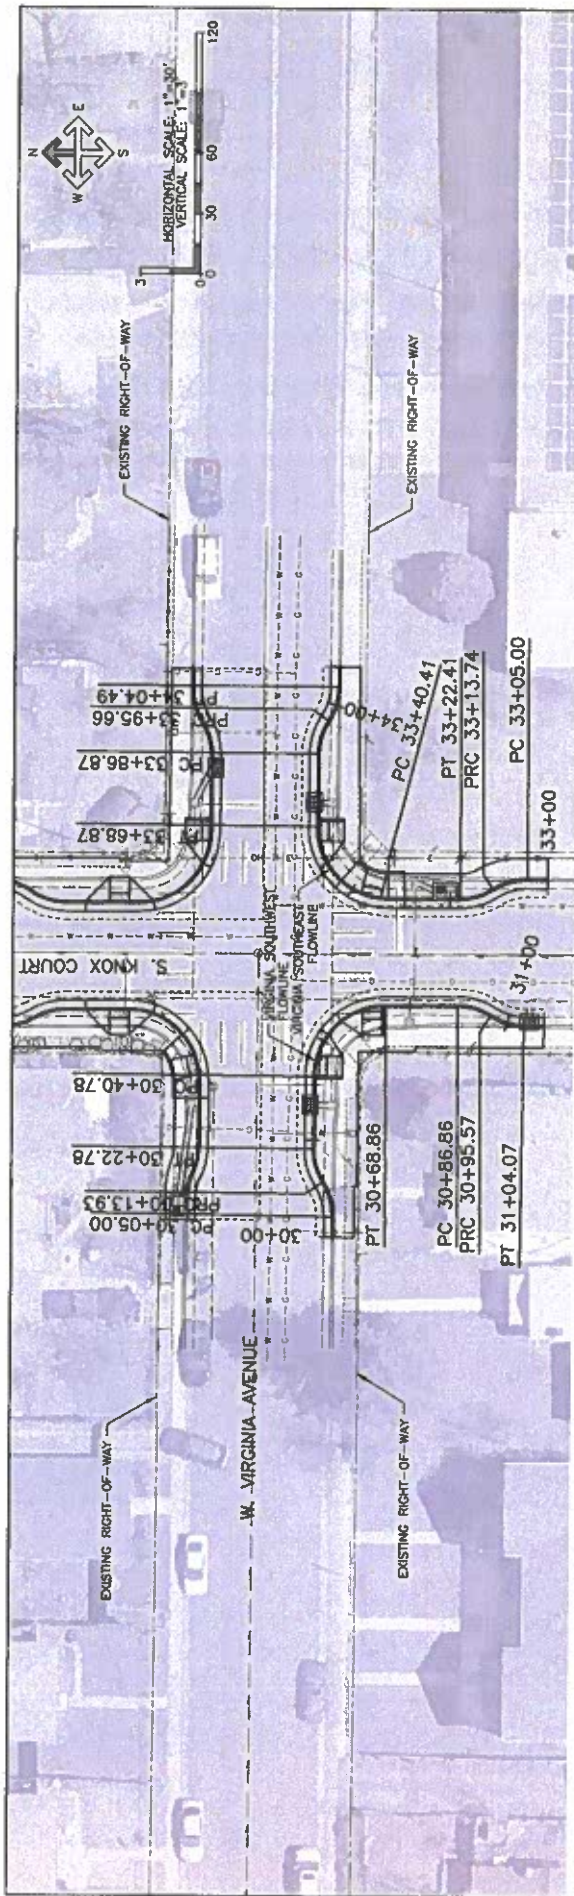 N
W E
S
HORIZONTAL SCALE: 1"=30'
VERTICAL SCALE: 1"=3'
3
0
0 30 60 120
EXISTING RIGHT-OF-WAY
EXISTING RIGHT-OF-WAY
EXISTING RIGHT-OF-WAY
EXISTING RIGHT-OF-WAY
W. VIRGINIA AVENUE
S. KNOX COURT
30+00
PC 30+05.00
PRC 30+13.93
PT 30+22.78
PC 30+40.78
33+68.87
PC 33+86.87
PRC 33+95.66
PT 34+04.49
VIRGINIA SOUTHWEST
FLOWLINE
VIRGINIA SOUTHEAST
FLOWLINE
PT 30+68.86
PC 30+86.86
PRC 30+95.57
PT 31+04.07
31+00
34+00
PC 33+40.41
PT 33+22.41
PRC 33+13.74
PC 33+05.00
33+00